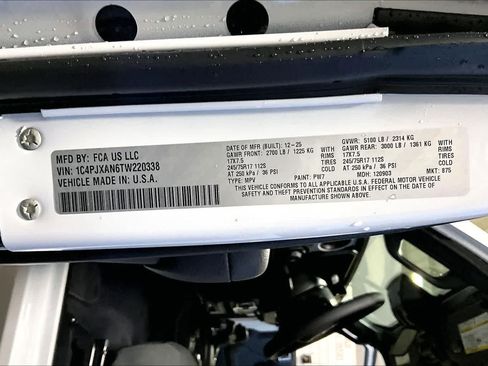 MFD BY: FCA US LLC
VIN: 1C4PJXAN6TW220338
VEHICLE MADE IN U.S.A.
DATE OF MFR (BUILT): 12-25 GVWR: 5100 LB / 2314 KG
GAWR FRONT: 2700 LB / 1225 KG WITH GAWR REAR: 3000 LB / 1361 KG WITH
17X7.5 RIMS 17X7.5 RIMS
245/75R17 112S TIRES 245/75R17 112S TIRES
AT 250 kPa / 36 PSI COLD AT 250 kPa / 36 PSI COLD
TYPE: MPV PAINT: PW7 MDH: 120903 MKT: 875
THIS VEHICLE CONFORMS TO ALL APPLICABLE U.S.A. FEDERAL MOTOR VEHICLE
SAFETY AND THEFT PREVENTION STANDARDS IN EFFECT ON THE DATE OF
MANUFACTURE SHOWN ABOVE.